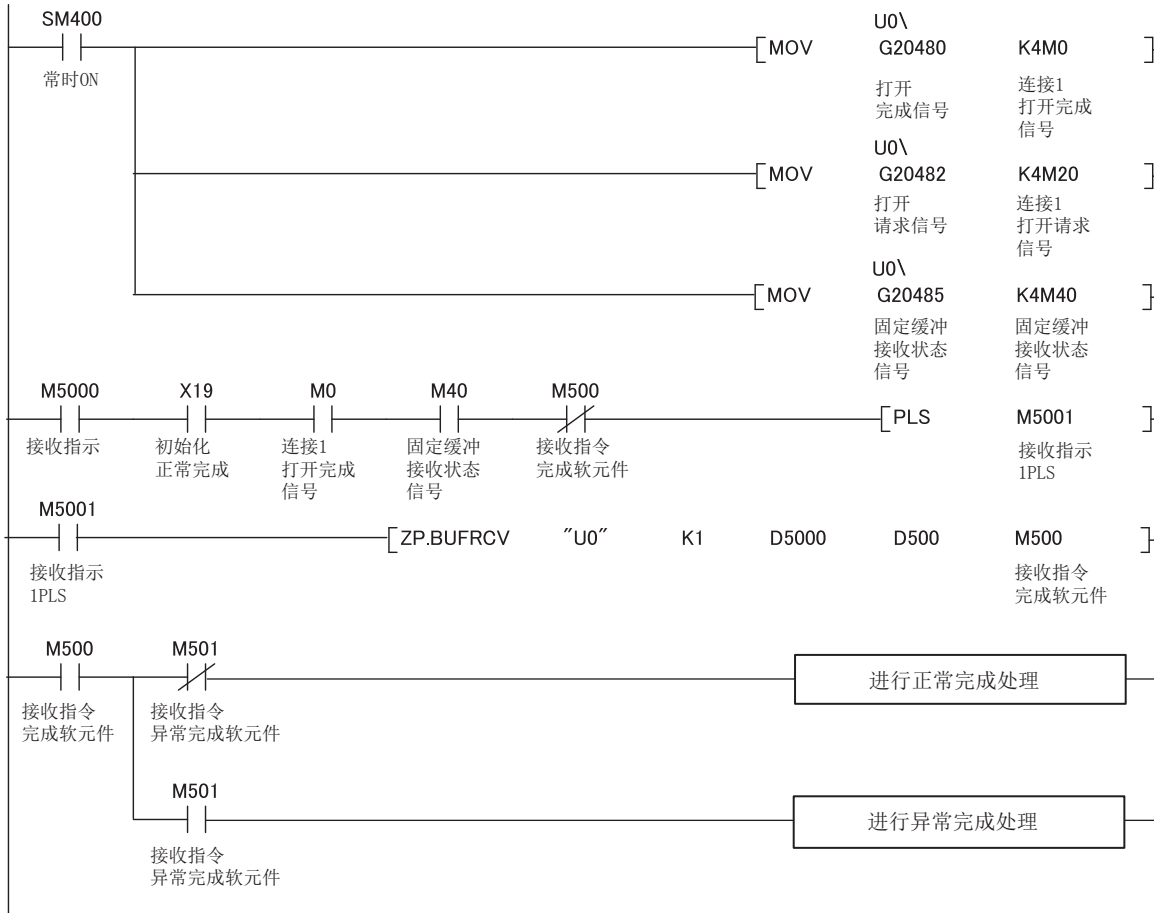 SM400
常时ON
U0\
[MOV G20480 K4M0 ]
打开 连接1
完成信号 打开完成
信号
U0\
[MOV G20482 K4M20 ]
打开 连接1
请求信号 打开请求
信号
U0\
[MOV G20485 K4M40 ]
固定缓冲 固定缓冲
接收状态 接收状态
信号 信号
M5000 X19 M0 M40 M500
[PLS M5001 ]
接收指示 初始化 连接1 固定缓冲 接收指令 接收指示
正常完成 打开完成 接收状态 完成软元件 1PLS
信号 信号
M5001
[ZP.BUFRCV "U0" K1 D5000 D500 M500 ]
接收指示 接收指令
1PLS 完成软元件
M500 M501
进行正常完成处理
接收指令 接收指令
完成软元件 异常完成软元件
M501
进行异常完成处理
接收指令
异常完成软元件